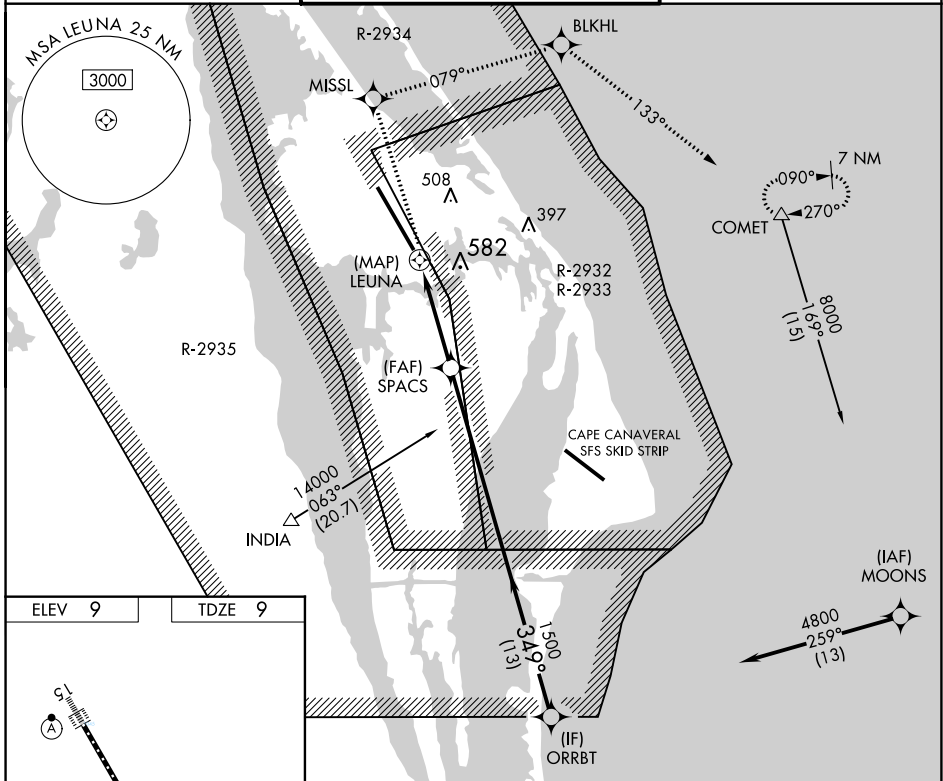 MSA LEUNA 25 NM
3000
R-2934
BLKHL
MISSL
079°
133°
7 NM
090°
270°
COMET
508
397
(MAP)
LEUNA
582
R-2932
R-2933
8000
169°
(15)
R-2935
(FAF)
SPACS
CAPE CANAVERAL
SFS SKID STRIP
14000
063°
(20.7)
INDIA
(IAF)
MOONS
4800
259°
(13)
1500
349°
(13)
(IF)
ORRBT
ELEV 9
TDZE 9
15
A